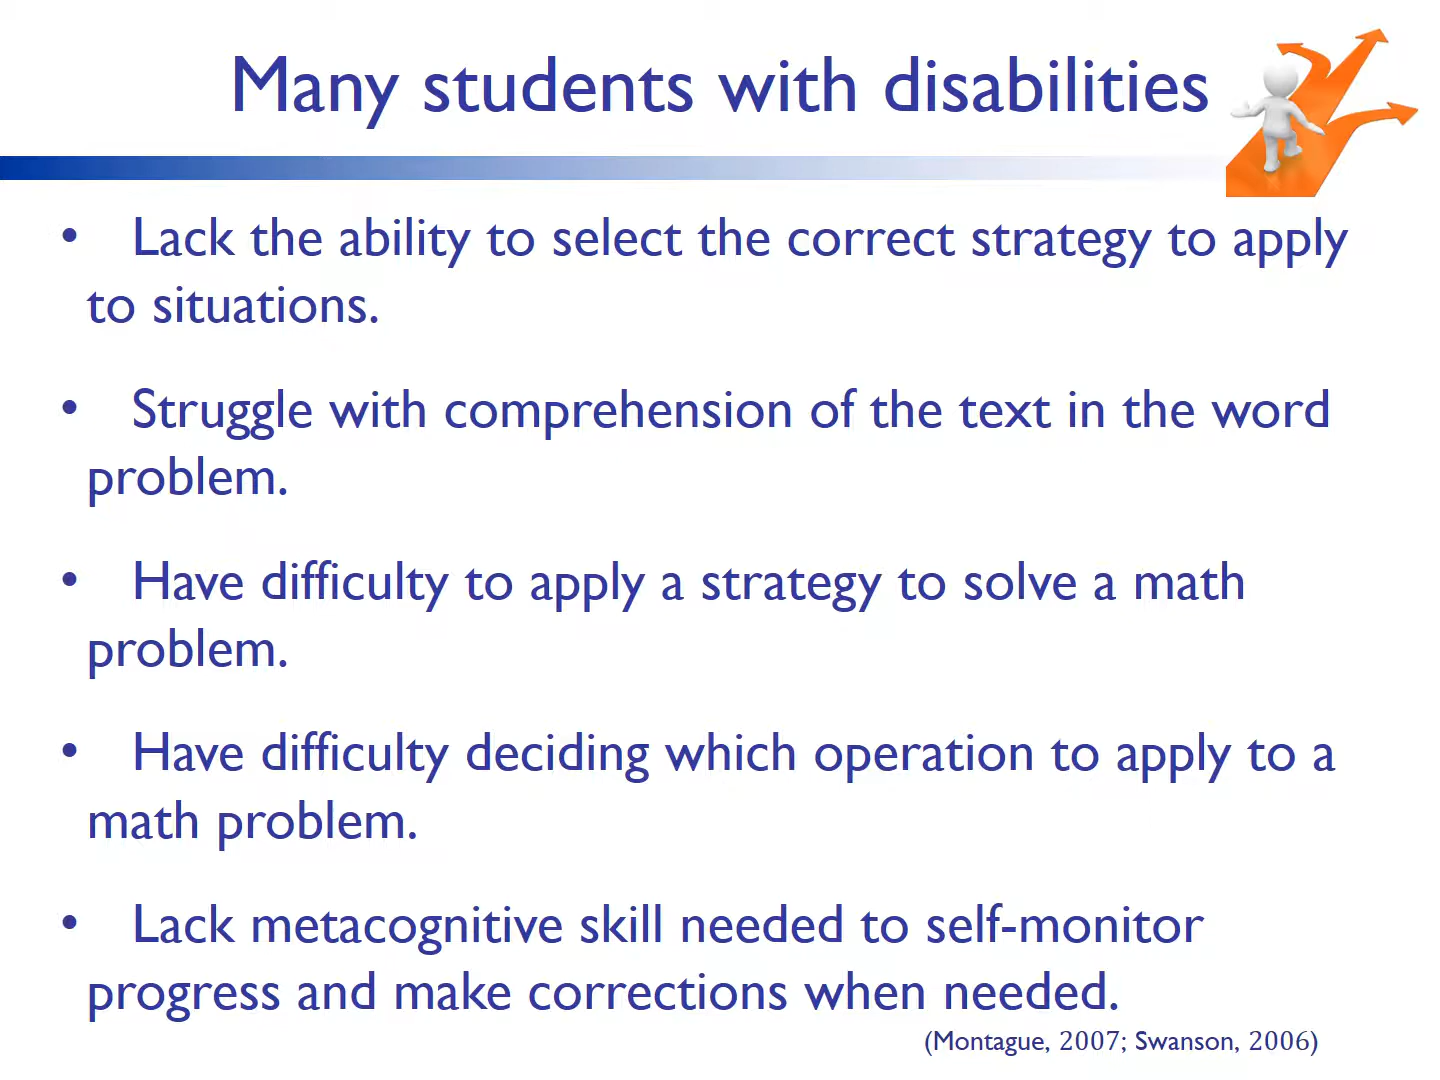 Many students with disabilities
• Lack the ability to select the correct strategy to apply
to situations.
• Struggle with comprehension of the text in the word
problem.
• Have difficulty to apply a strategy to solve a math
problem.
• Have difficulty deciding which operation to apply to a
math problem.
• Lack metacognitive skill needed to self-monitor
progress and make corrections when needed.
(Montague, 2007; Swanson, 2006)